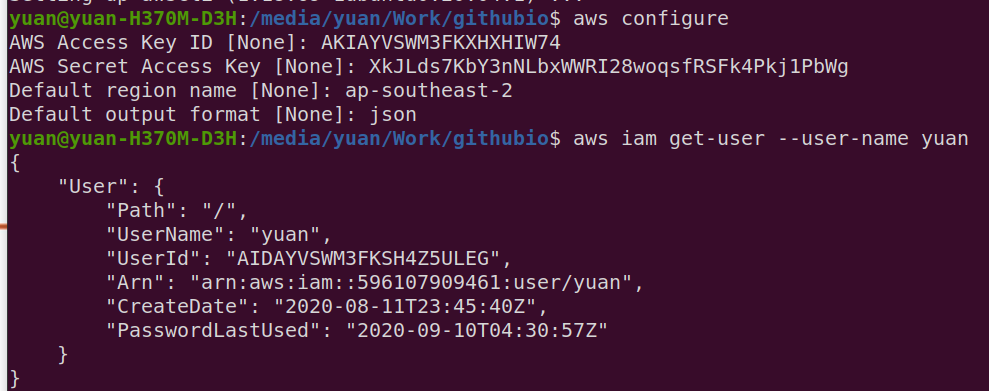 yuan@yuan-H370M-D3H:/media/yuan/Work/githubio$ aws configure
AWS Access Key ID [None]: AKIAYVSWM3FKXHXHIW74
AWS Secret Access Key [None]: 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
Default region name [None]: ap-southeast-2
Default output format [None]: json
yuan@yuan-H370M-D3H:/media/yuan/Work/githubio$ aws iam get-user --user-name yuan
{
    "User": {
        "Path": "/",
        "UserName": "yuan",
        "UserId": "AIDAYVSWM3FKSH4Z5ULEG",
        "Arn": "arn:aws:iam::596107909461:user/yuan",
        "CreateDate": "2020-08-11T23:45:40Z",
        "PasswordLastUsed": "2020-09-10T04:30:57Z"
    }
}